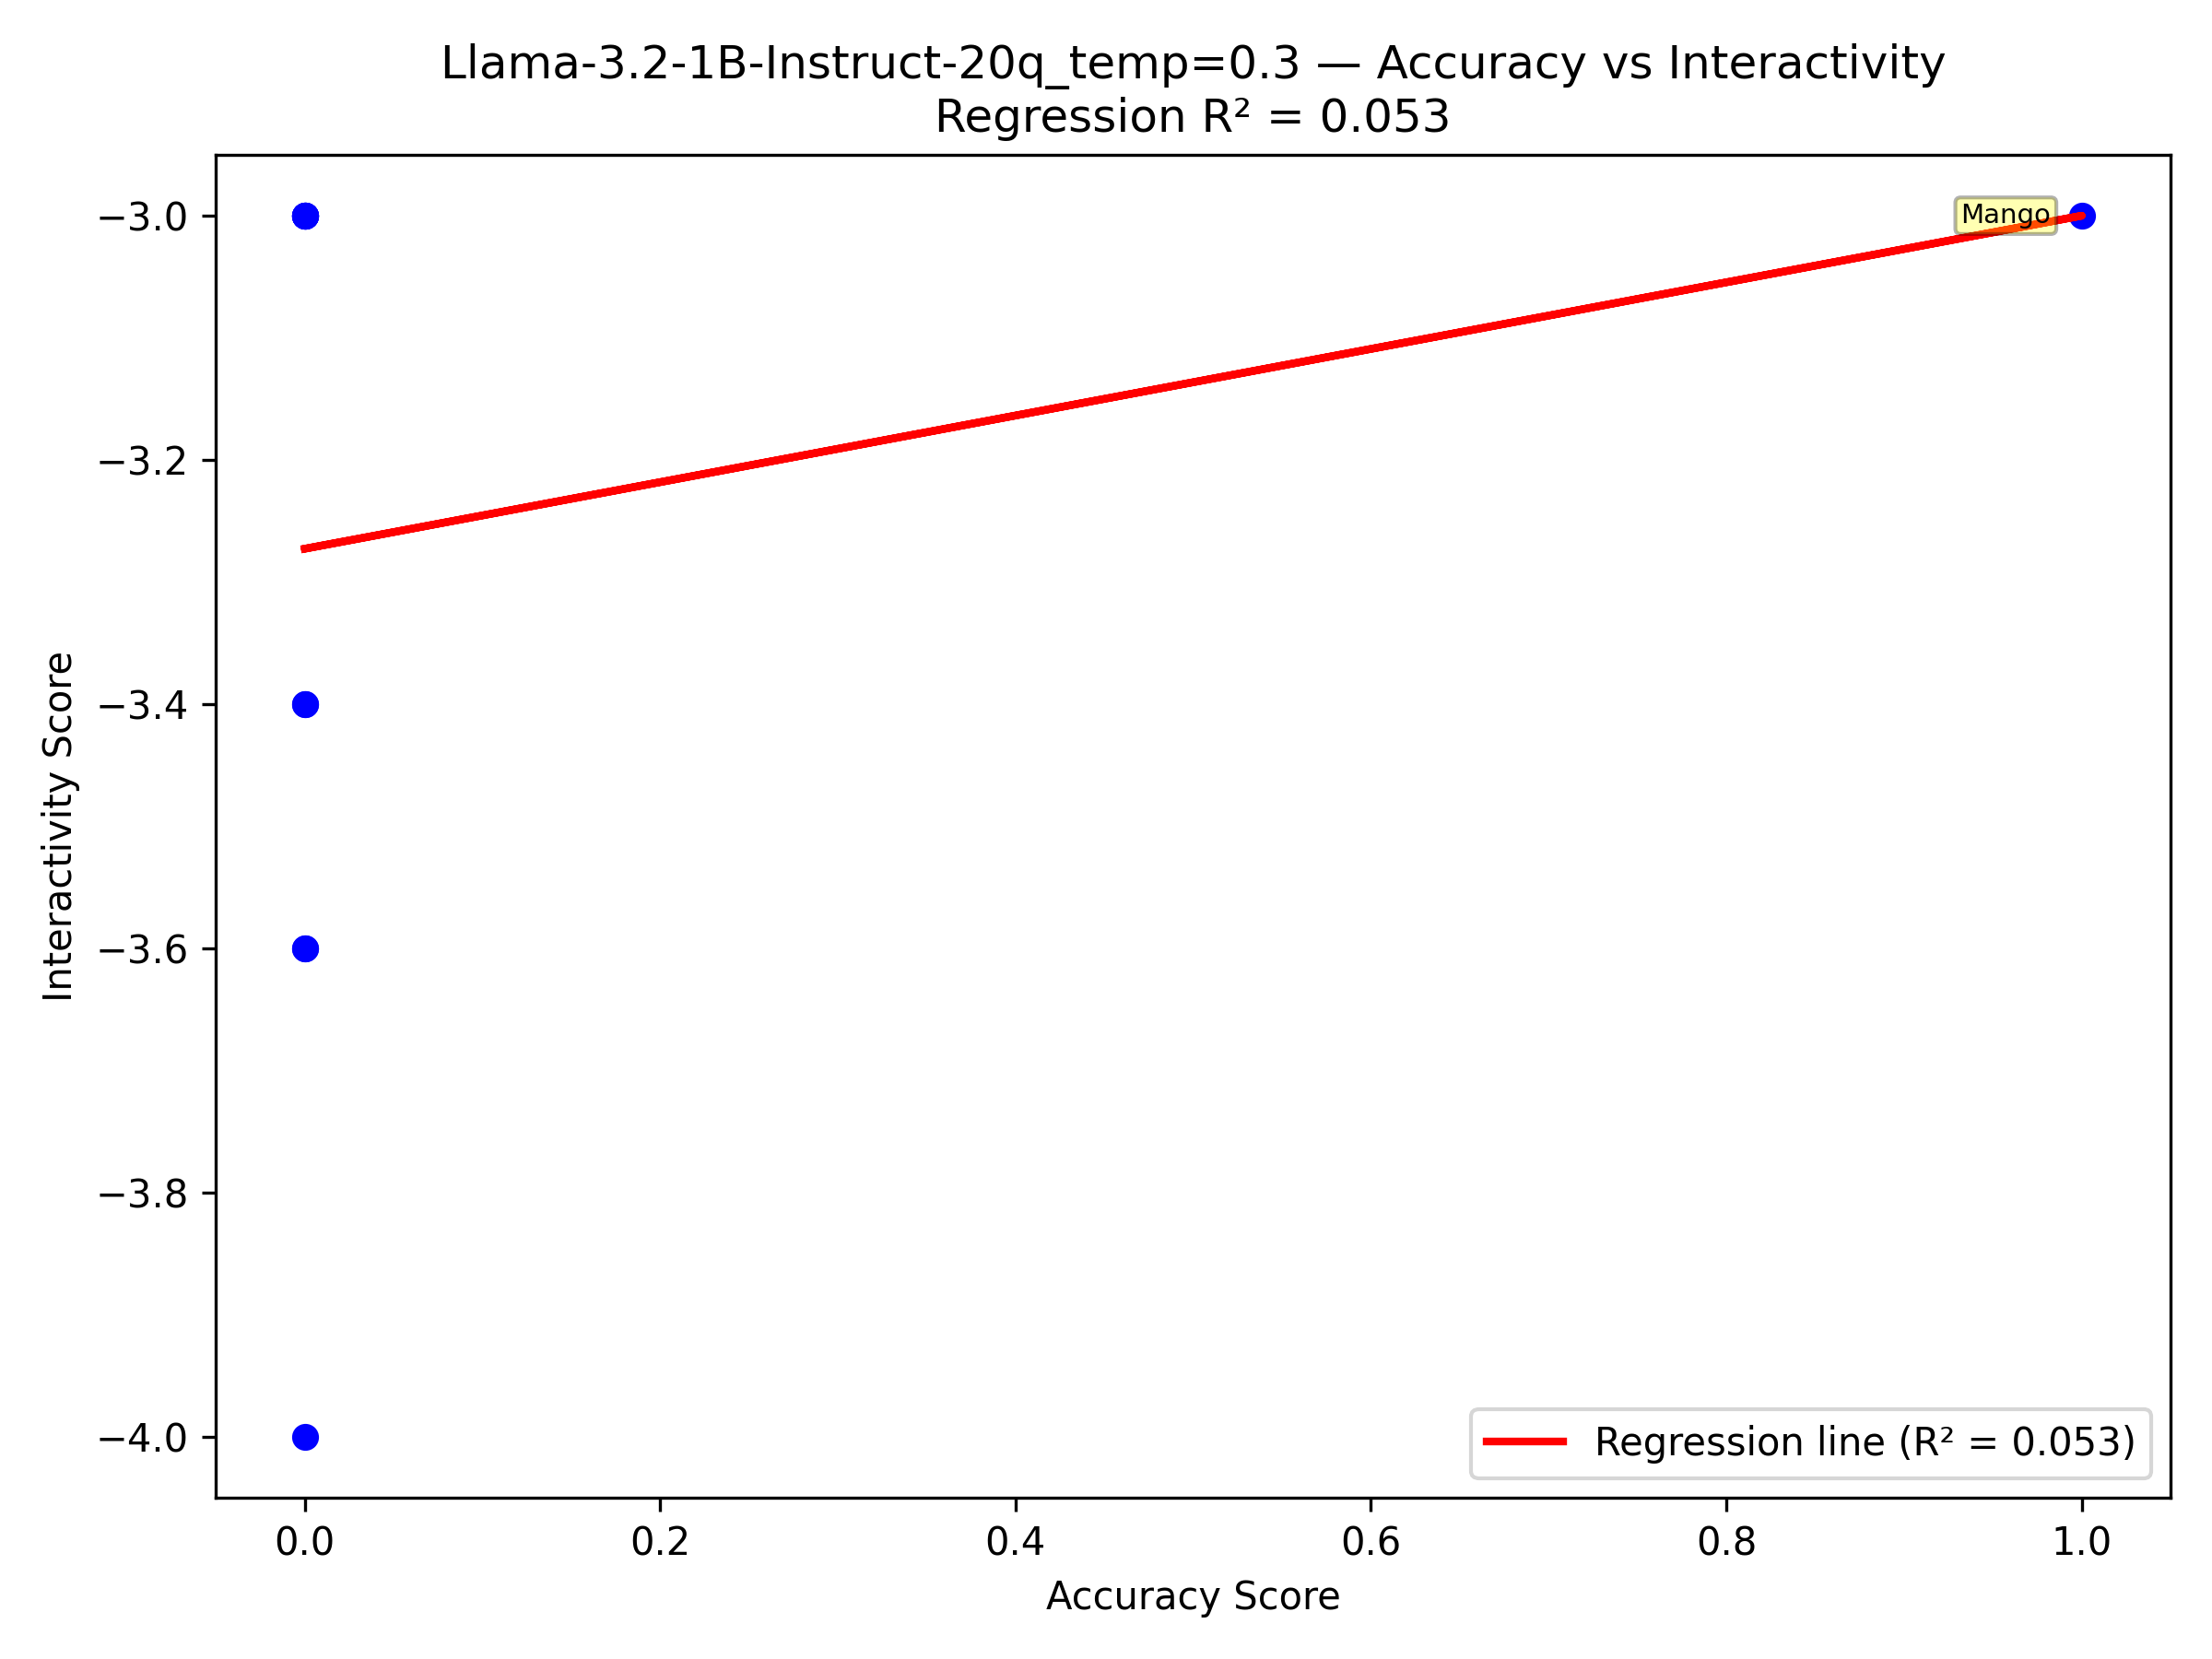 Llama-3.2-1B-Instruct-20q_temp=0.3 — Accuracy vs Interactivity
Regression R² = 0.053
Interactivity Score
−3.0
−3.2
−3.4
−3.6
−3.8
−4.0
Mango
Regression line (R² = 0.053)
0.0 0.2 0.4 0.6 0.8 1.0
Accuracy Score